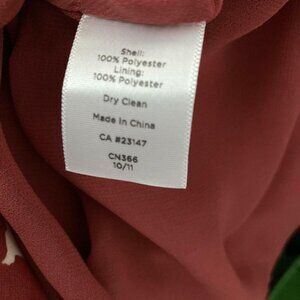 Shell:
100% Polyester
Lining:
100% Polyester
Dry Clean
Made in China
CA #23147
CN366
10/11